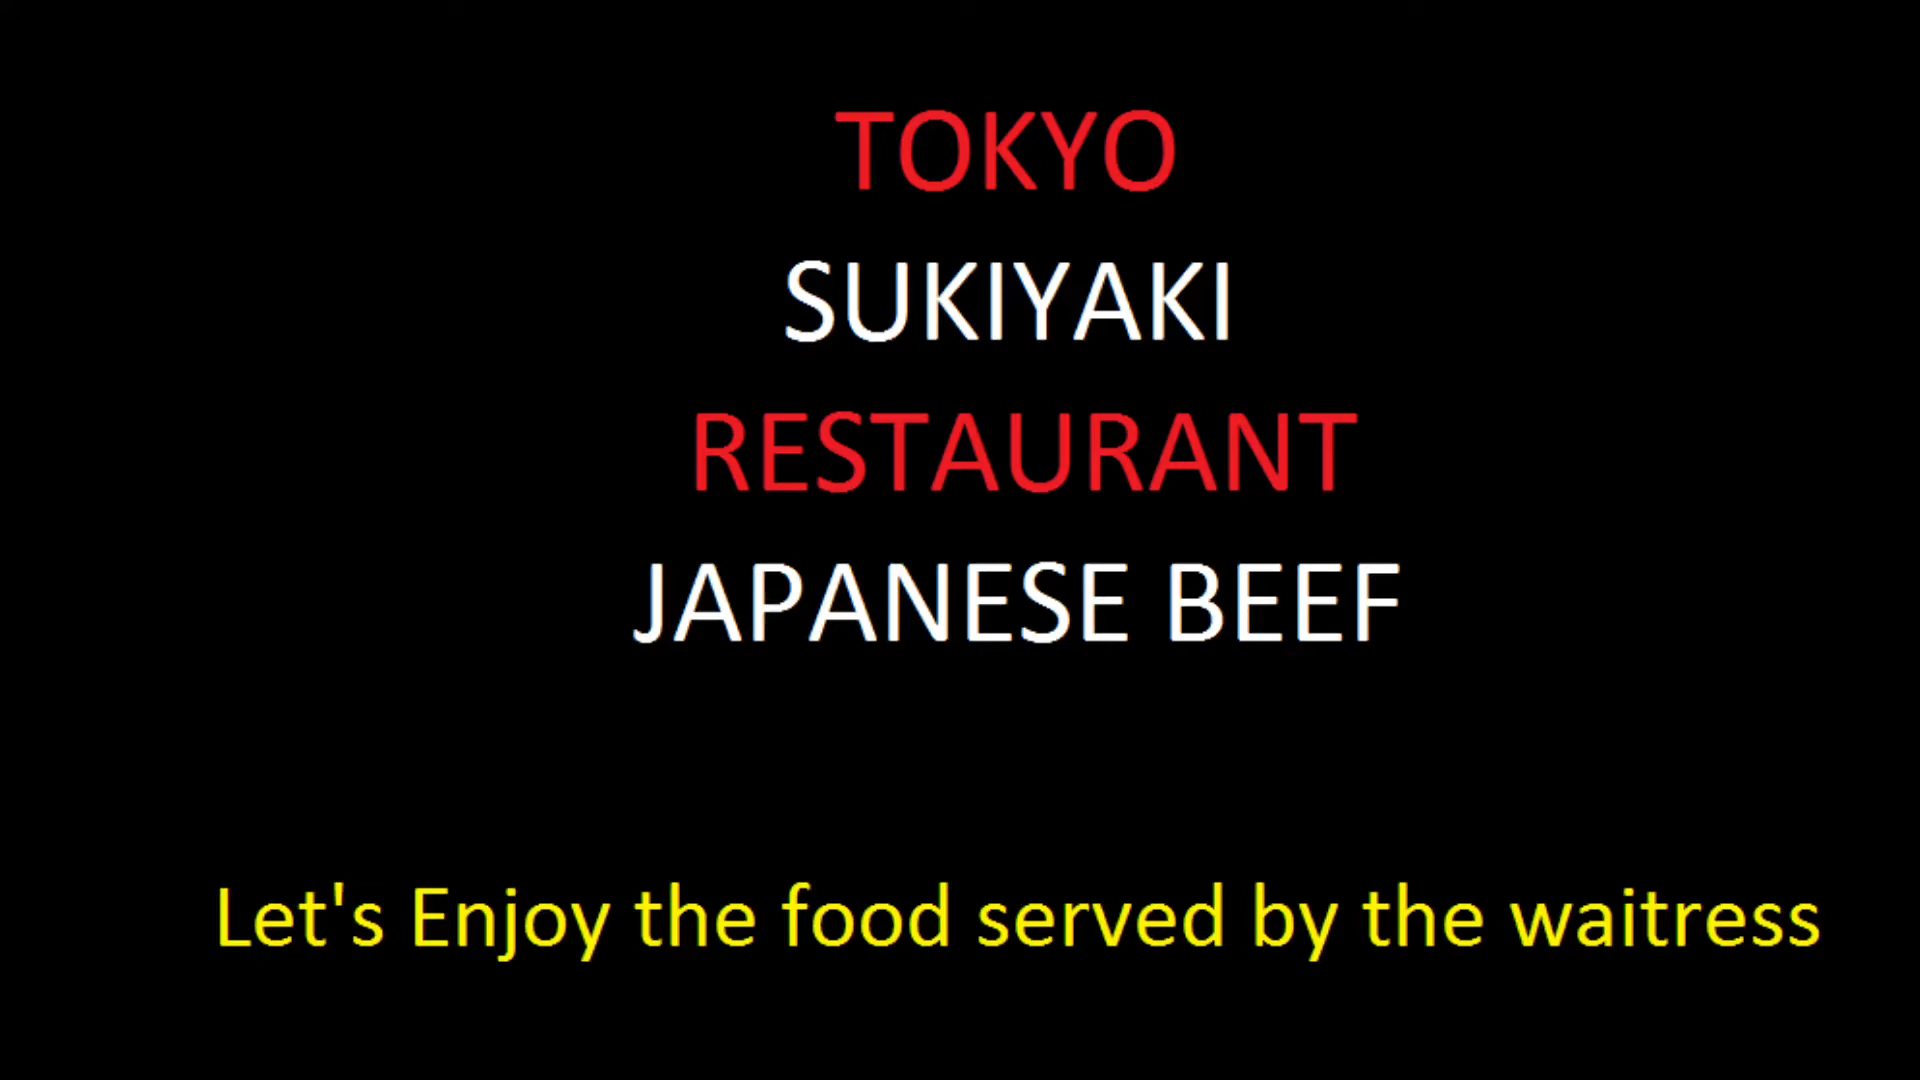 TOKYO
SUKIYAKI
RESTAURANT
JAPANESE BEEF
Let's Enjoy the food served by the waitress